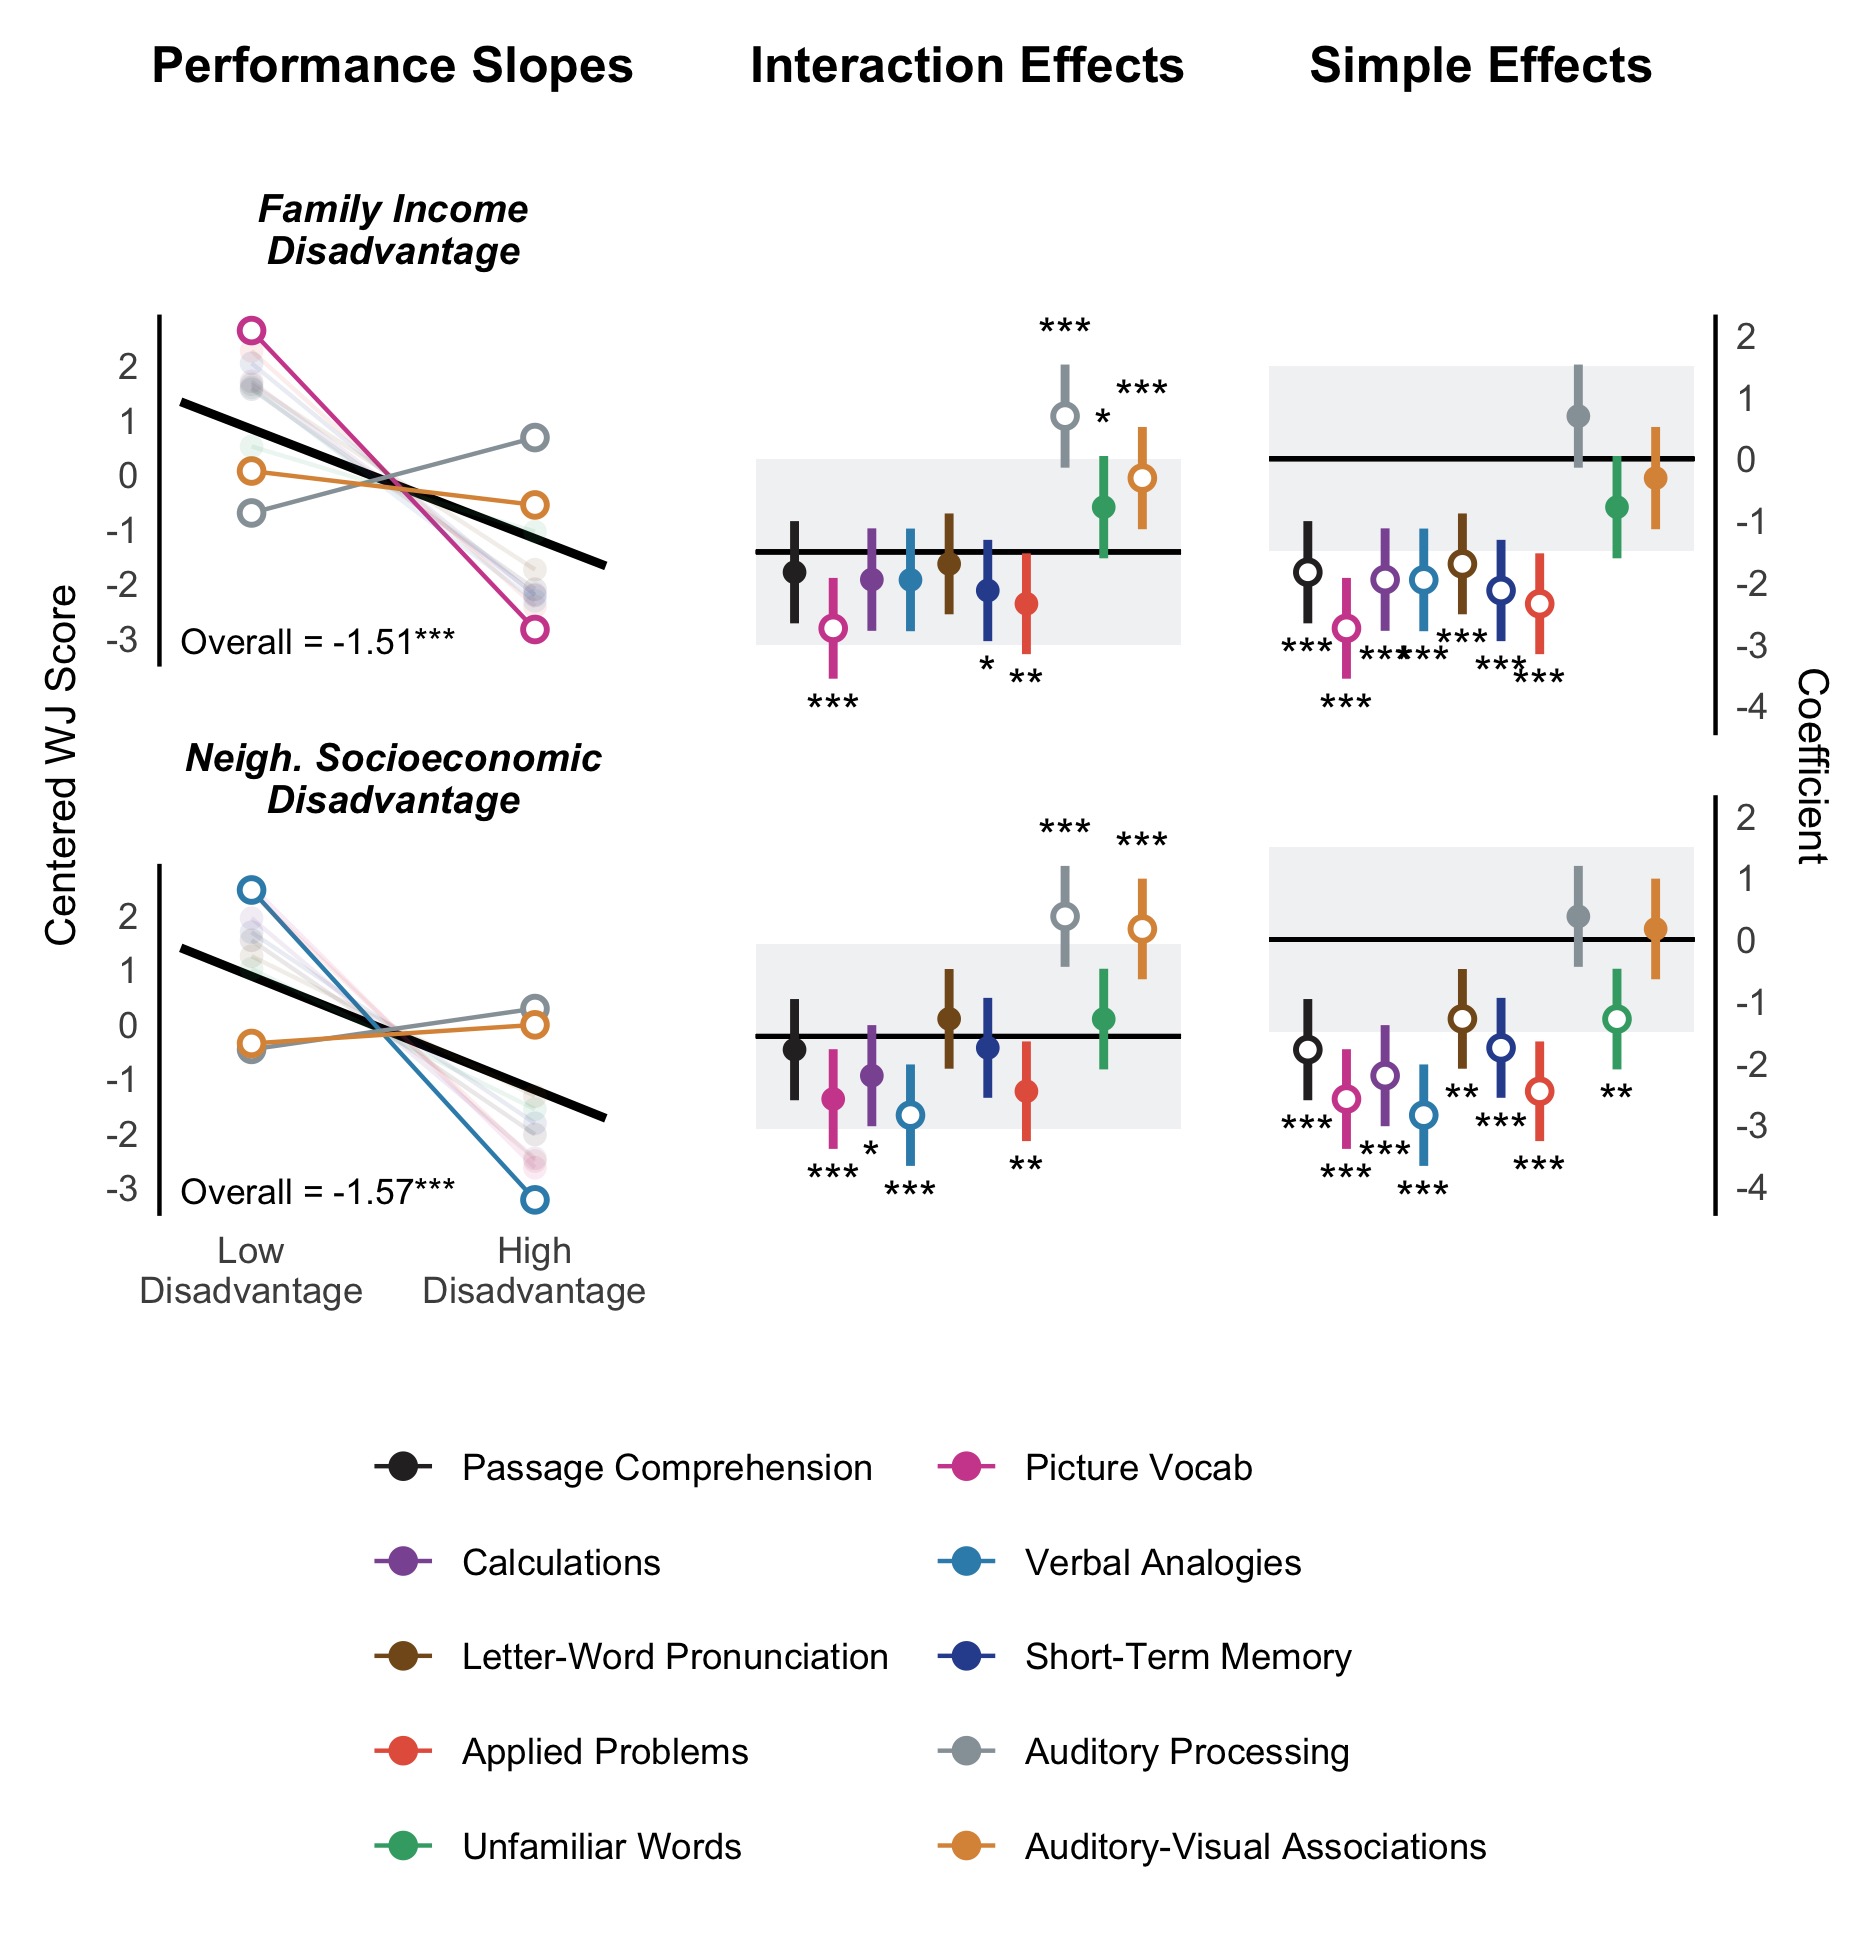 Performance Slopes
Interaction Effects
Simple Effects
Family Income
Disadvantage
2
1
0
-1
-2
-3
Overall = -1.51***
***
*
***
***
*
**
***
***
***
***
***
***
***
2
1
0
-1
-2
-3
-4
Centered WJ Score
Coefficient
Neigh. Socioeconomic
Disadvantage
2
1
0
-1
-2
-3
Overall = -1.57***
Low
Disadvantage
High
Disadvantage
***
***
***
*
***
**
***
***
***
***
**
***
***
**
2
1
0
-1
-2
-3
-4
Passage Comprehension
Picture Vocab
Calculations
Verbal Analogies
Letter-Word Pronunciation
Short-Term Memory
Applied Problems
Auditory Processing
Unfamiliar Words
Auditory-Visual Associations